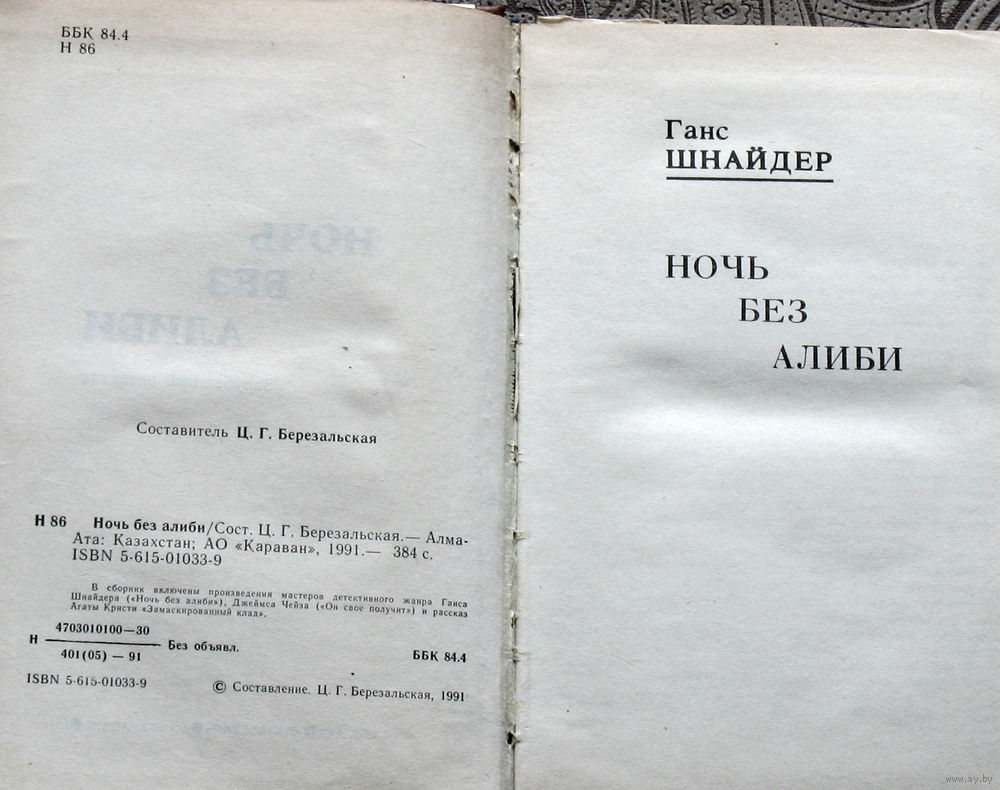 ББК 84.4
Н 86
Составитель Ц. Г. Березальская
Н 86 Ночь без алиби/Сост. Ц. Г. Березальская.— Алма-
Ата: Казахстан; АО «Караван», 1991.— 384 с.
ISBN 5-615-01033-9
В сборник включены произведения мастеров детективного жанра Ганса
Шнайдера («Ночь без алиби»), Джеймса Чейза («Он свое получит») и рассказ
Агаты Кристи «Замаскированный клад».
4703010100—30
Н Без объявл.
401(05) — 91
ББК 84.4
ISBN 5-615-01033-9
© Составление. Ц. Г. Березальская, 1991
Ганс
ШНАЙДЕР
НОЧЬ
БЕЗ
АЛИБИ
www.ay.by